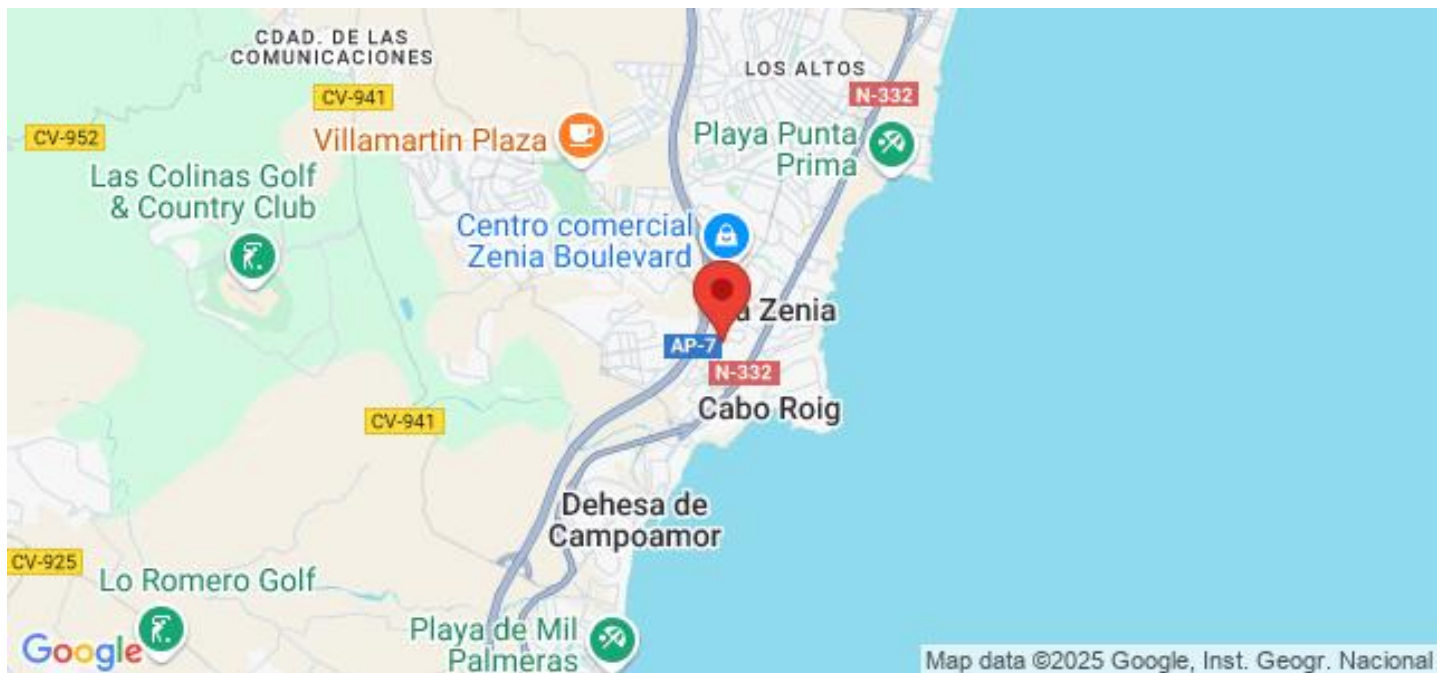 CDAD. DE LAS
COMUNICACIONES
LOS ALTOS
CV-941
N-332
CV-952
Villamartin Plaza
Playa Punta
Prima
Las Colinas Golf
& Country Club
Centro comercial
Zenia Boulevard
a Zenia
AP-7
N-332
Cabo Roig
CV-941
Dehesa de
Campoamor
CV-925
Lo Romero Golf
Playa de Mil
Palmeras
Google
Map data ©2025 Google, Inst. Geogr. Nacional